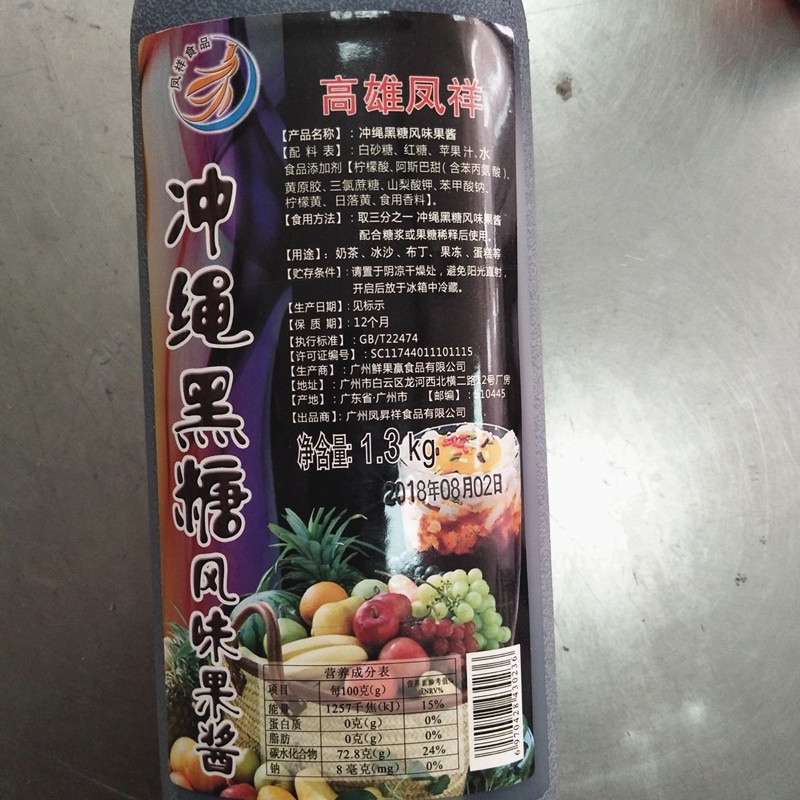 凤祥食品
高雄凤祥
冲绳黑糖风味果酱
【产品名称】:冲绳黑糖风味果酱
【配 料 表】:白砂糖、红糖、苹果汁、水
食品添加剂【柠檬酸、阿斯巴甜(含苯丙氨酸)、
黄原胶、三氯蔗糖、山梨酸钾、苯甲酸钠、
柠檬黄、日落黄、食用香料】。
【食用方法】:取三分之一 冲绳黑糖风味果酱
配合糖浆或果糖稀释后使用。
【用途】:奶茶、冰沙、布丁、果冻、蛋糕等
【贮存条件】:请置于阴凉干燥处,避免阳光直射,
开启后放于冰箱中冷藏。
【生产日期】:见标示
【保 质 期】:12个月
【执行标准】:GB/T22474
【许可证编号】:SC11744011101115
【生产商】:广州鲜果赢食品有限公司
【地址】:广州市白云区龙河西北横二路12号厂房
【产地】:广东省·广州市 【邮编】:510445
【出品商】:广州凤昇祥食品有限公司
净含量: 1.3 kg
2018年08月02日
营养成分表
项目 每100克(g) 营养素参考值%或NRV%
能量 1257千焦(kJ) 15%
蛋白质 0克(g) 0%
脂肪 0克(g) 0%
碳水化合物 72.8克(g) 24%
钠 8毫克(mg) 0%
6970428430236